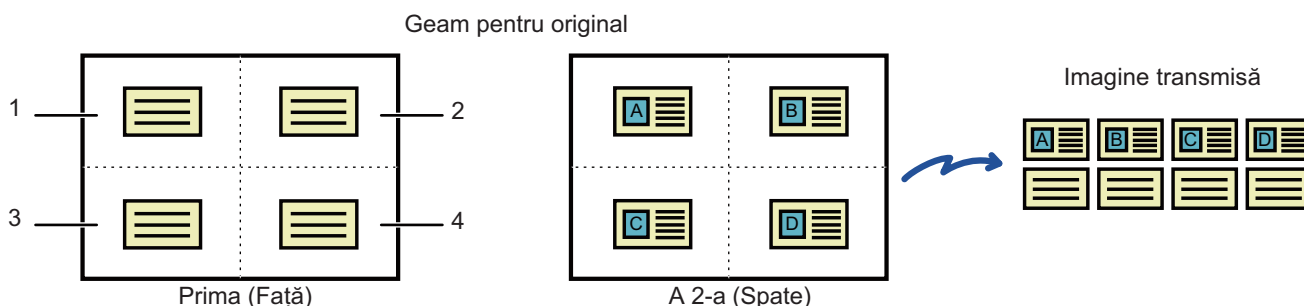 Geam pentru original
Imagine transmisă
1
2
3
4
A
B
C
D
A
B
C
D
Prima (Față)
A 2-a (Spate)